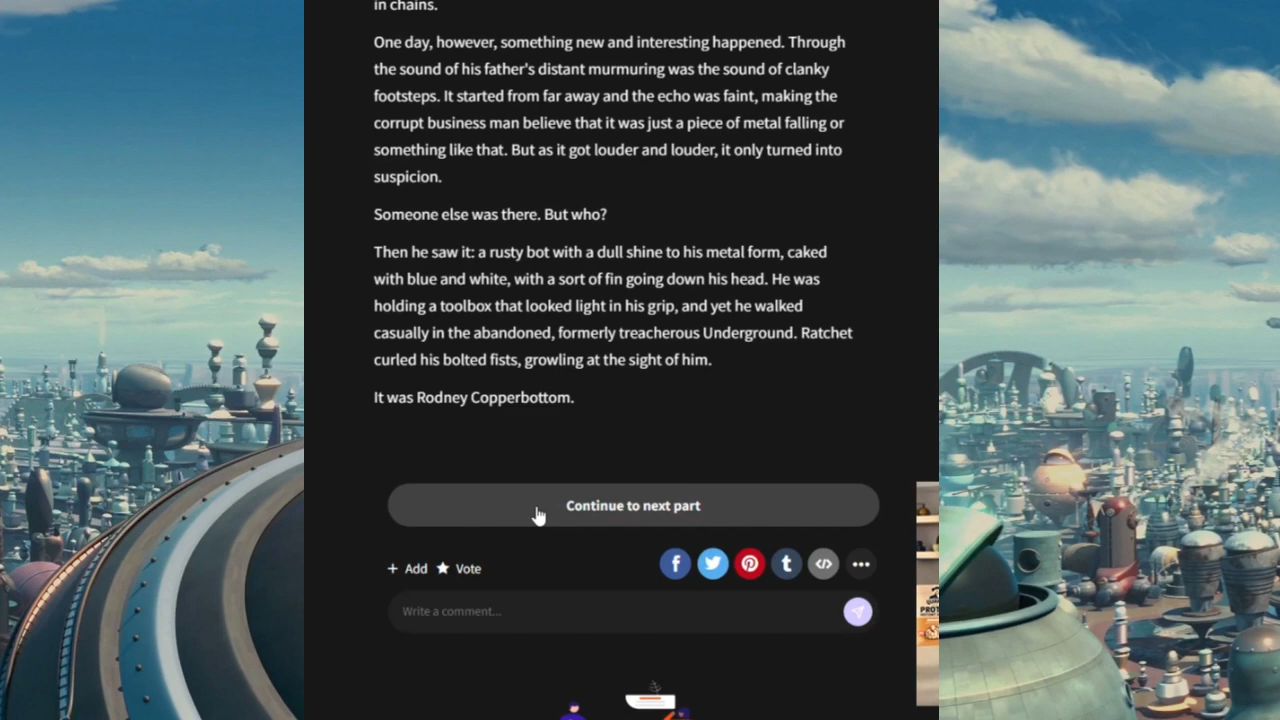 in chains.
One day, however, something new and interesting happened. Through
the sound of his father's distant murmuring was the sound of clanky
footsteps. It started from far away and the echo was faint, making the
corrupt business man believe that it was just a piece of metal falling or
something like that. But as it got louder and louder, it only turned into
suspicion.
Someone else was there. But who?
Then he saw it: a rusty bot with a dull shine to his metal form, caked
with blue and white, with a sort of fin going down his head. He was
holding a toolbox that looked light in his grip, and yet he walked
casually in the abandoned, formerly treacherous Underground. Ratchet
curled his bolted fists, growling at the sight of him.
It was Rodney Copperbottom.
Continue to next part
+ Add ★ Vote
Write a comment...